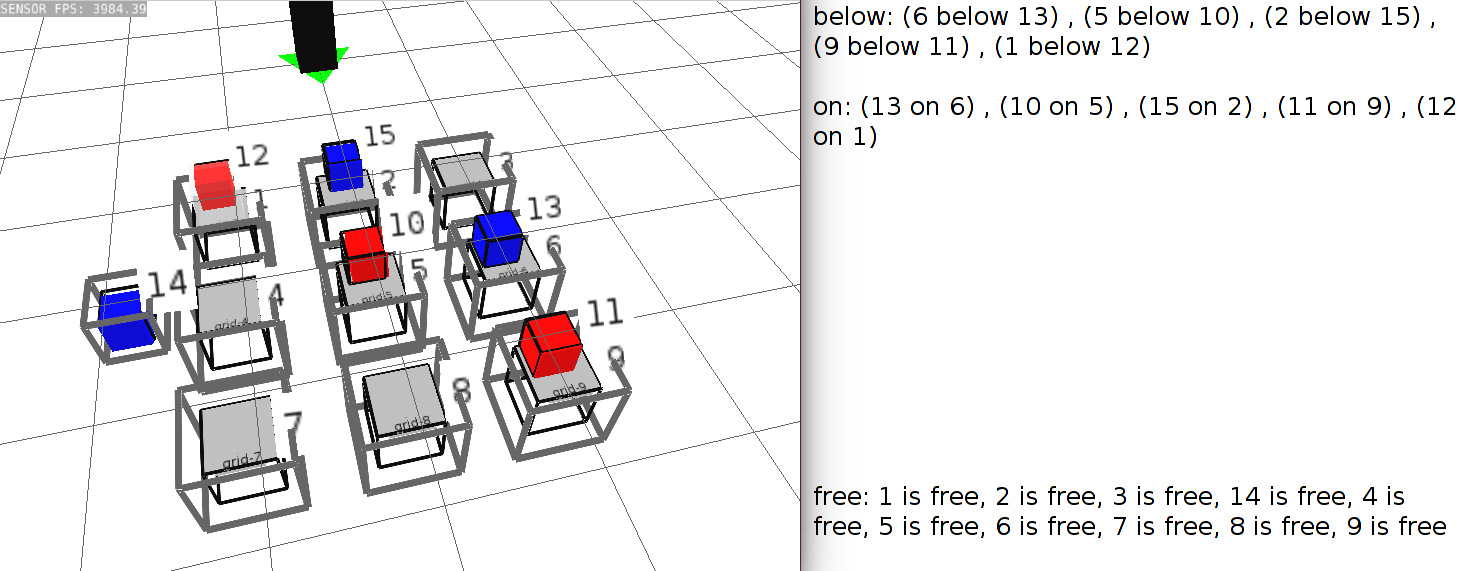 SENSOR FPS: 3984.39
below: (6 below 13) , (5 below 10) , (2 below 15) ,
(9 below 11) , (1 below 12)
on: (13 on 6) , (10 on 5) , (15 on 2) , (11 on 9) , (12
on 1)
12
15
3
1
2
10
13
5
6
grid-6
14
4
grid-5
grid-4
11
9
8
grid-9
7
grid-8
grid-7
free: 1 is free, 2 is free, 3 is free, 14 is free, 4 is
free, 5 is free, 6 is free, 7 is free, 8 is free, 9 is free